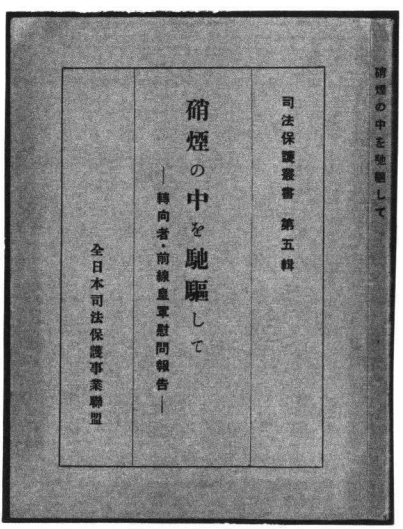 司法保護叢書 第五輯
硝煙の中を馳驅して
―轉向者・前線皇軍慰問報告―
全日本司法保護事業聯盟
硝煙の中を馳驅して